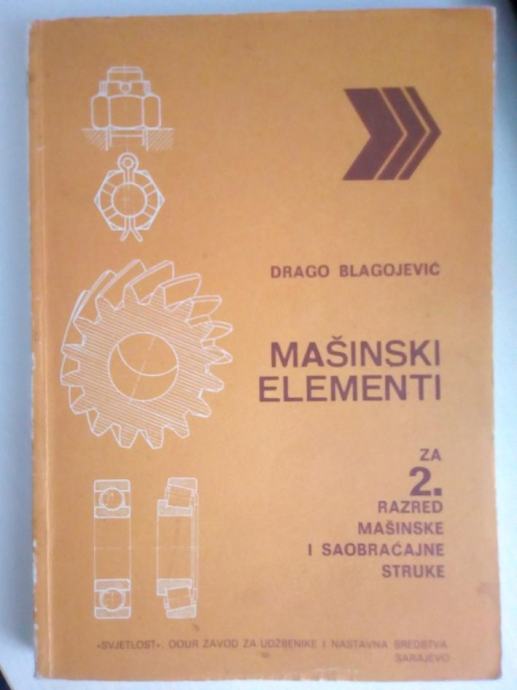 DRAGO BLAGOJEVIĆ
MAŠINSKI
ELEMENTI
ZA
2.
RAZRED
MAŠINSKE
I SAOBRAĆAJNE
STRUKE
«SVJETLOST», OOUR ZAVOD ZA UDŽBENIKE I NASTAVNA SREDSTVA
SARAJEVO